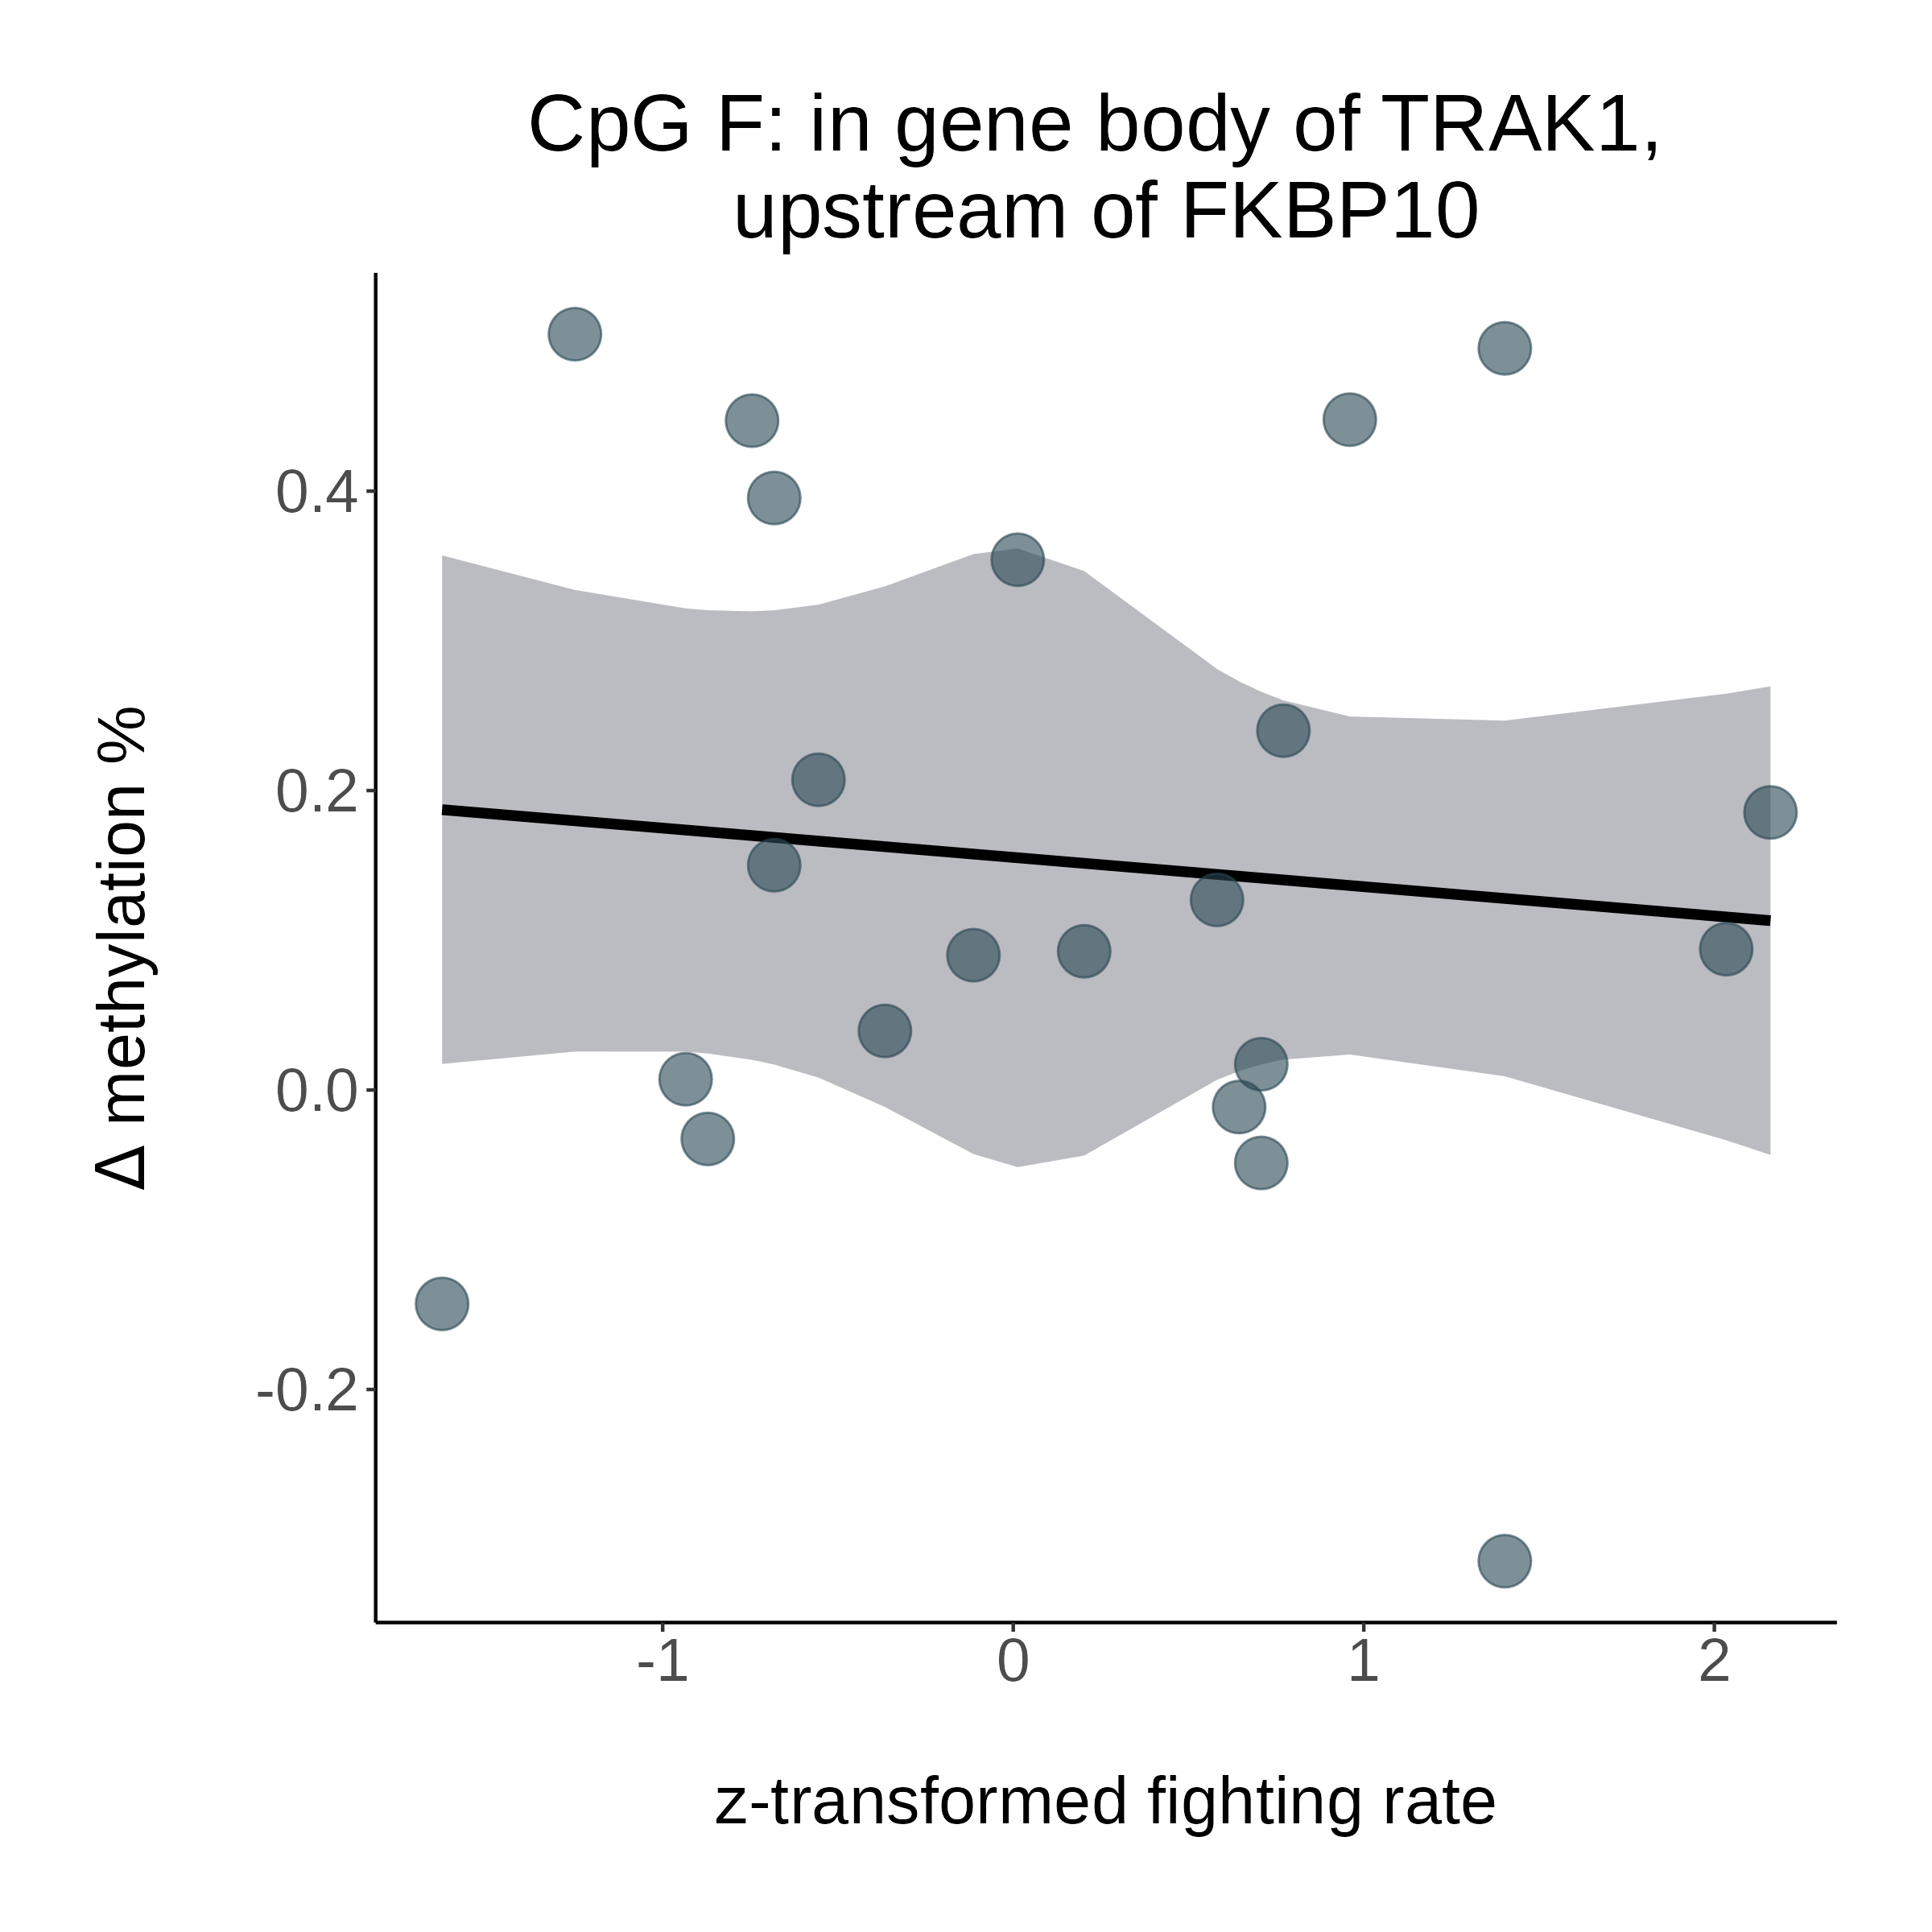 CpG F: in gene body of TRAK1,
upstream of FKBP10
Δ methylation %
0.4
0.2
0.0
-0.2
-1
0
1
2
z-transformed fighting rate